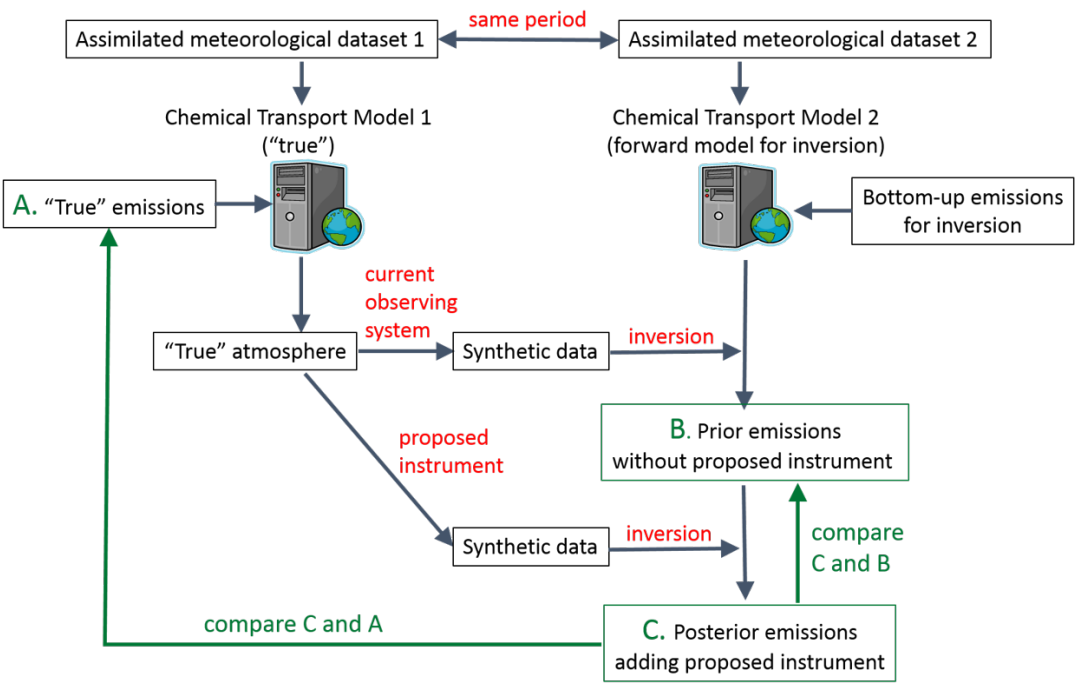 same period
Assimilated meteorological dataset 1
Assimilated meteorological dataset 2
Chemical Transport Model 1
(“true”)
Chemical Transport Model 2
(forward model for inversion)
A. “True” emissions
Bottom-up emissions
for inversion
current
observing
system
“True” atmosphere
Synthetic data
inversion
B. Prior emissions
without proposed instrument
proposed
instrument
Synthetic data
inversion
compare
C and B
compare C and A
C. Posterior emissions
adding proposed instrument